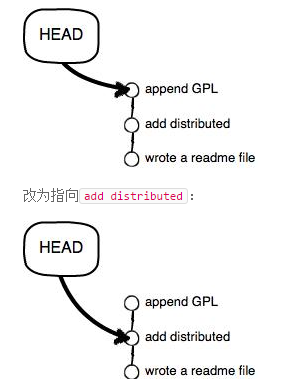 HEAD
append GPL
add distributed
wrote a readme file
改为指向add distributed：
HEAD
append GPL
add distributed
wrote a readme file